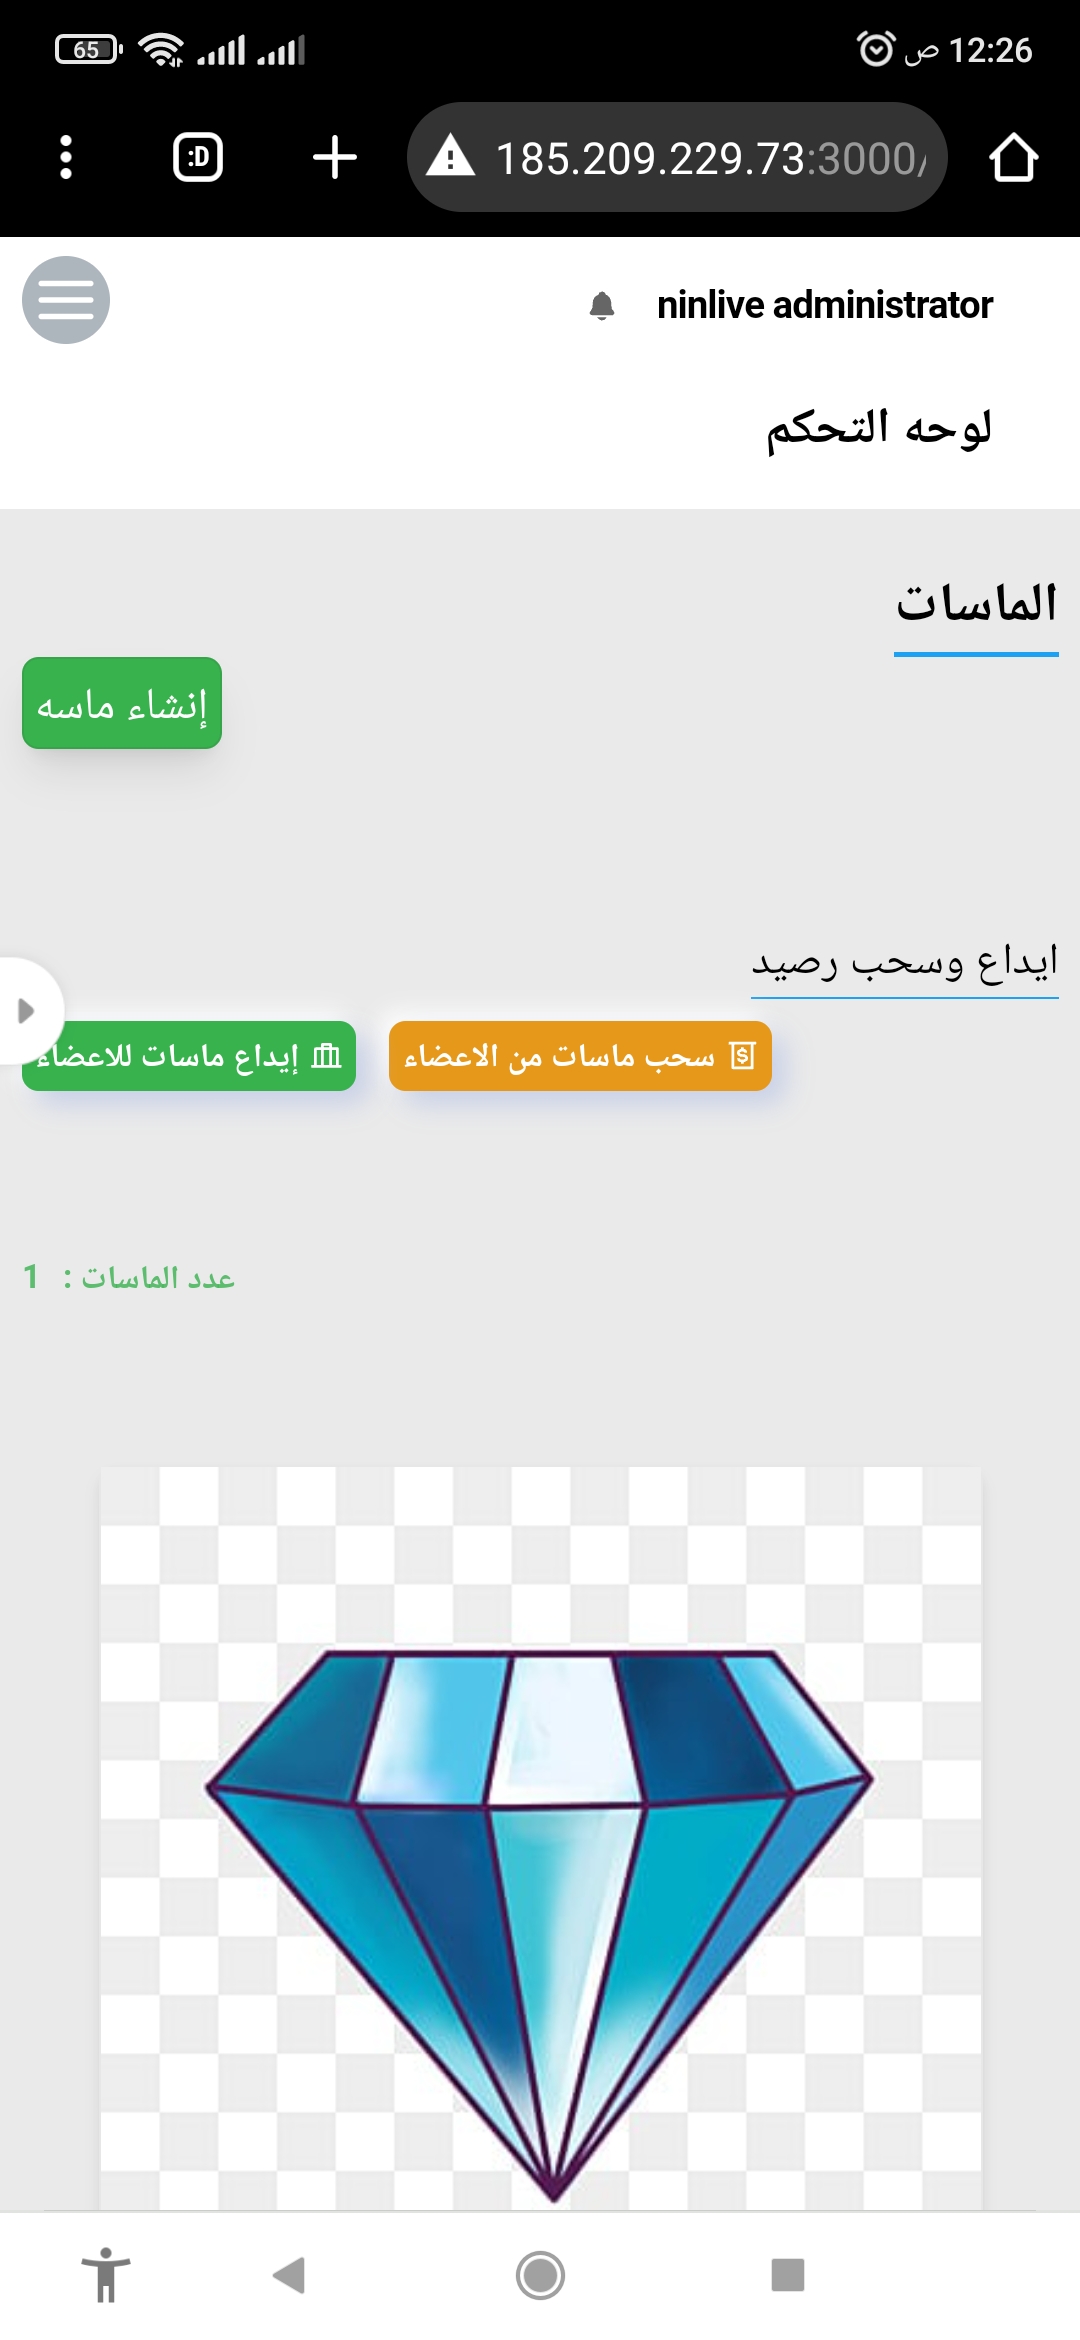 12:26 ص
65
185.209.229.73:3000/
:D
ninlive administrator
لوحه التحكم
الماسات
إنشاء ماسه
ايداع وسحب رصيد
سحب ماسات من الاعضاء
إيداع ماسات للاعضاء
عدد الماسات : 1